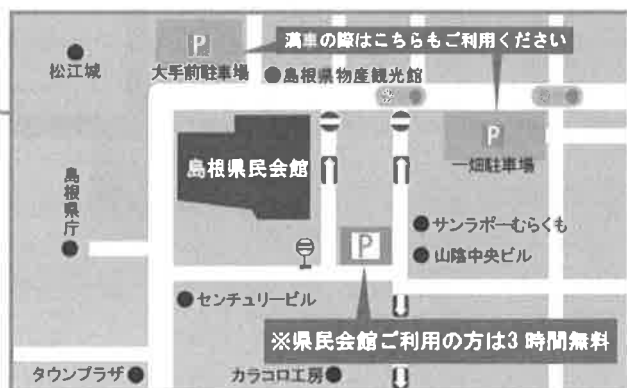 P
満車の際はこちらもご利用ください
松江城
大手前駐車場
島根県物産観光館
島根県民会館
P
一畑駐車場
島根県庁
P
サンラポーむらくも
山陰中央ビル
センチュリービル
※県民会館ご利用の方は3時間無料
タウンプラザ
カラコロ工房